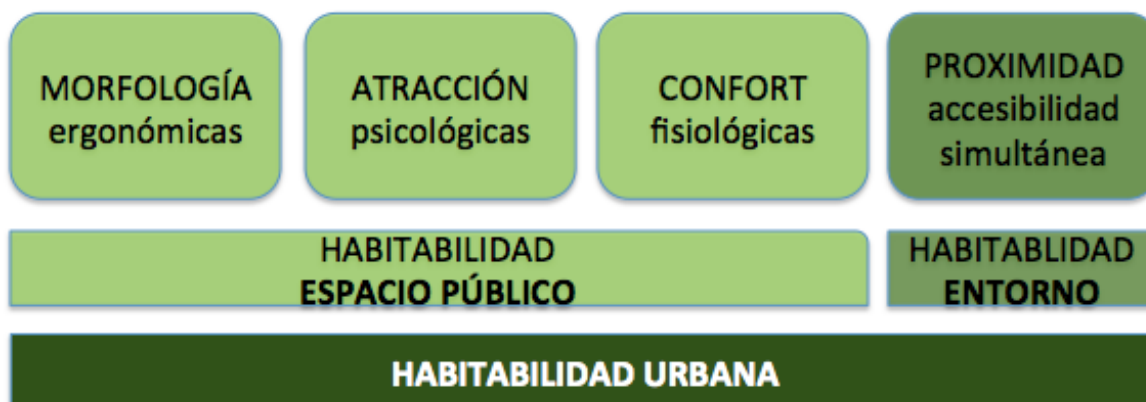 MORFOLOGÍA
ergonómicas
ATRACCIÓN
psicológicas
CONFORT
fisiológicas
PROXIMIDAD
accesibilidad
simultánea
HABITABILIDAD
ESPACIO PÚBLICO
HABITABLIDAD
ENTORNO
HABITABILIDAD URBANA